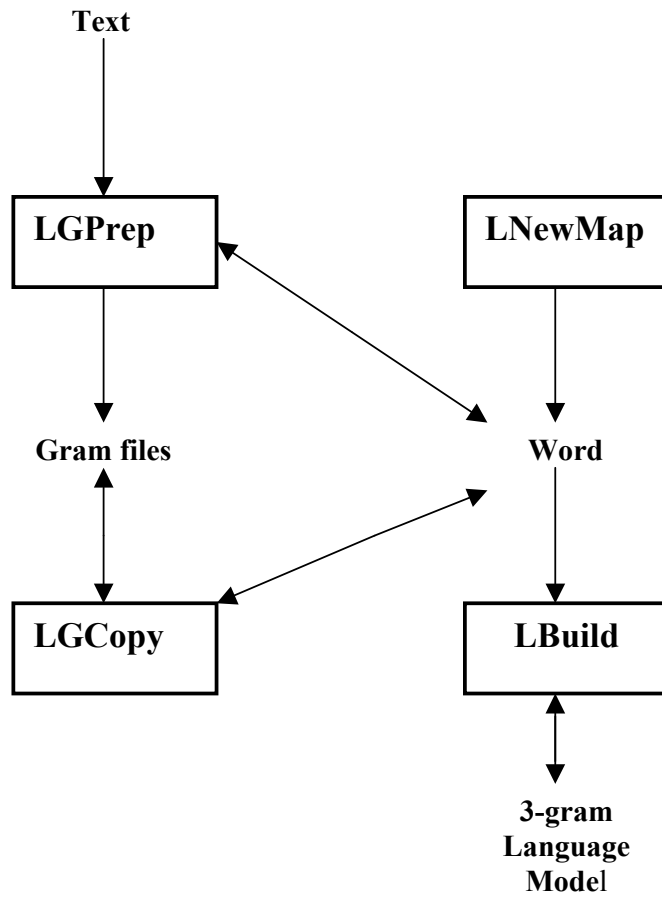 Text
LGPrep
LNewMap
Gram files
Word
LGCopy
LBuild
3-gram
Language
Model